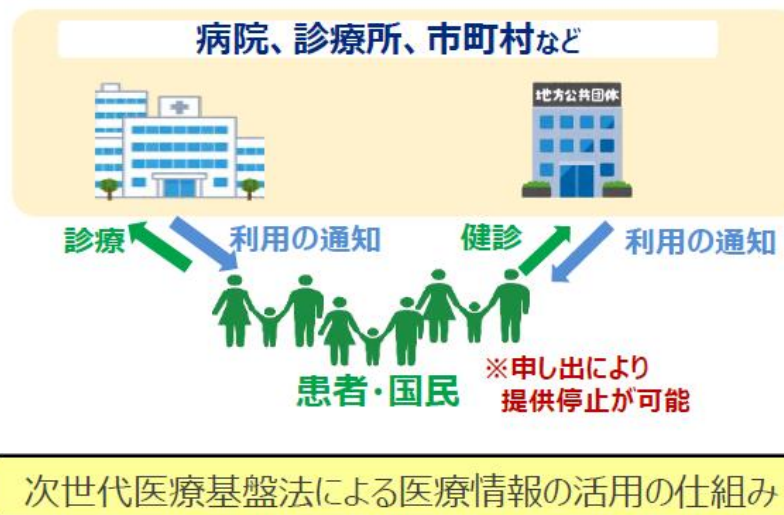 病院、診療所、市町村など
地方公共団体
診療
利用の通知
健診
利用の通知
患者・国民
※申し出により
提供停止が可能
次世代医療基盤法による医療情報の活用の仕組み